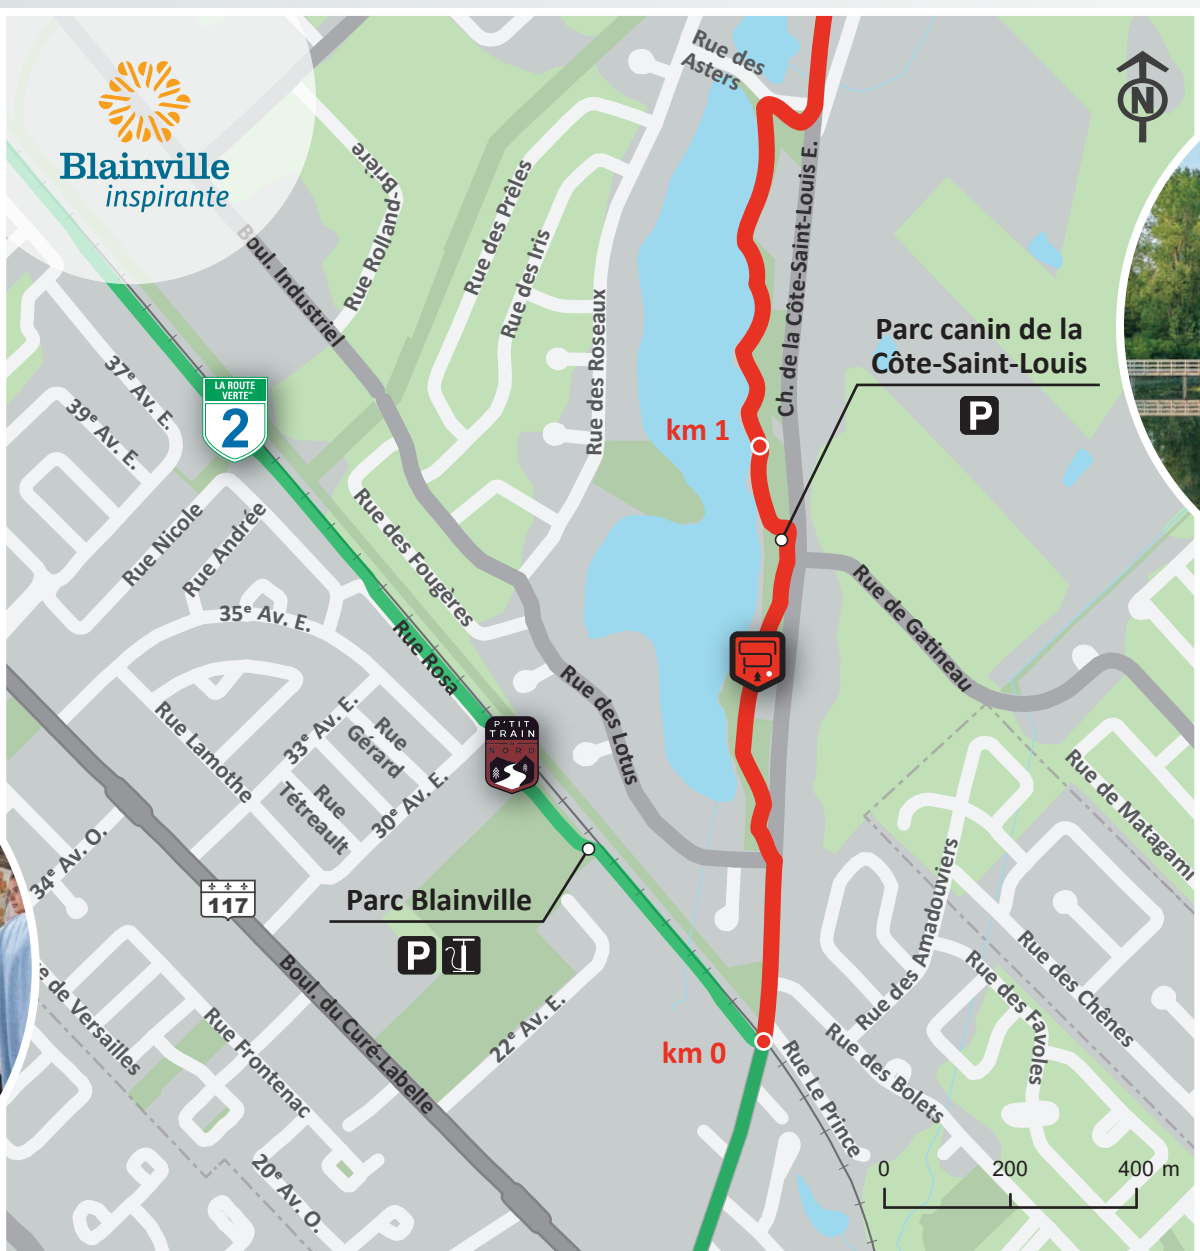 Blainville
inspirante
N
Rue des
Asters
Rue Rolland-Brière
Rue des Prêles
Rue des Iris
Boul. Industriel
Rue des Roseaux
Ch. de la Côte-Saint-Louis E.
Parc canin de la
Côte-Saint-Louis
P
37e Av. E.
39e Av. E.
LA ROUTE
VERTE
2
km 1
Rue Nicole
Rue Andrée
Rue des Fougères
35e Av. E.
Rue Rosa
Rue de Gatineau
Rue des Lotus
Rue Lamothe
33e Av. E.
Rue
Gérard
Rue
Tétreault
30e Av. E.
P'TIT
TRAIN
DU
NORD
Rue de Matagami
34e Av. O.
117
Parc Blainville
P
Rue des Amadouviers
Rue des Chênes
Rue des Favoles
Boul. du Curé-Labelle
e de Versailles
Rue Frontenac
22e Av. E.
km 0
Rue Le Prince
Rue des Bolets
20e Av. O.
0 200 400 m